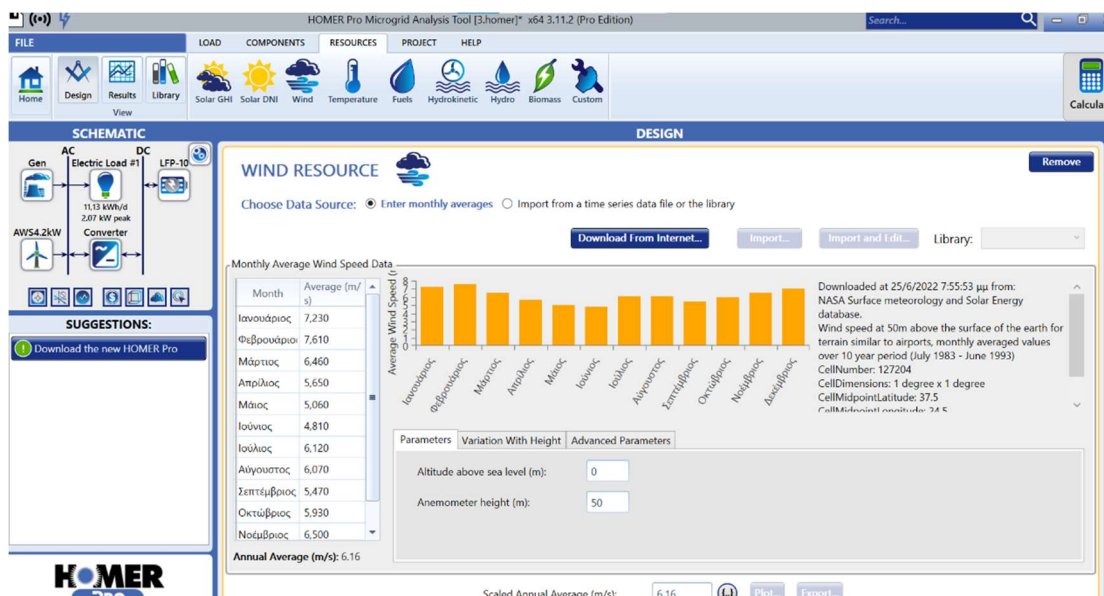 HOMER Pro Microgrid Analysis Tool [3.homer]* x64 3.11.2 (Pro Edition)
Search...
FILE
LOAD COMPONENTS RESOURCES PROJECT HELP
Home Design Results Library Solar GHI Solar DNI Wind Temperature Fuels Hydrokinetic Hydro Biomass Custom
View
Calcula
SCHEMATIC
AC DC
Gen Electric Load #1 LFP-10
11,13 kWh/d
2,07 kW peak
AWS4.2kW Converter
SUGGESTIONS:
Download the new HOMER Pro
HOMER
DESIGN
WIND RESOURCE
Remove
Choose Data Source: Enter monthly averages Import from a time series data file or the library
Download From Internet... Import... Import and Edit... Library:
Monthly Average Wind Speed Data
Month Average (m/s)
Ιανουάριος 7,230
Φεβρουάριο 7,610
Μάρτιος 6,460
Απρίλιος 5,650
Μάιος 5,060
Ιούνιος 4,810
Ιούλιος 6,120
Αύγουστος 6,070
Σεπτέμβριος 5,470
Οκτώβριος 5,930
Νοέμβριος 6,500
Annual Average (m/s): 6.16
Average Wind Speed (
8
Ιανουάριος Φεβρουάριος Μάρτιος Απρίλιος Μάιος Ιούνιος Ιούλιος Αύγουστος Σεπτέμβριος Οκτώβριος Νοέμβριος Δεκέμβριος
Downloaded at 25/6/2022 7:55:53 μμ from:
NASA Surface meteorology and Solar Energy
database.
Wind speed at 50m above the surface of the earth for
terrain similar to airports, monthly averaged values
over 10 year period (July 1983 - June 1993)
CellNumber: 127204
CellDimensions: 1 degree x 1 degree
CellMidpointLatitude: 37.5
CellMidpointLongitude: 24.5
Parameters Variation With Height Advanced Parameters
Altitude above sea level (m): 0
Anemometer height (m): 50
Scaled Annual Average (m/s): 6.16 {..} Plot... Export...